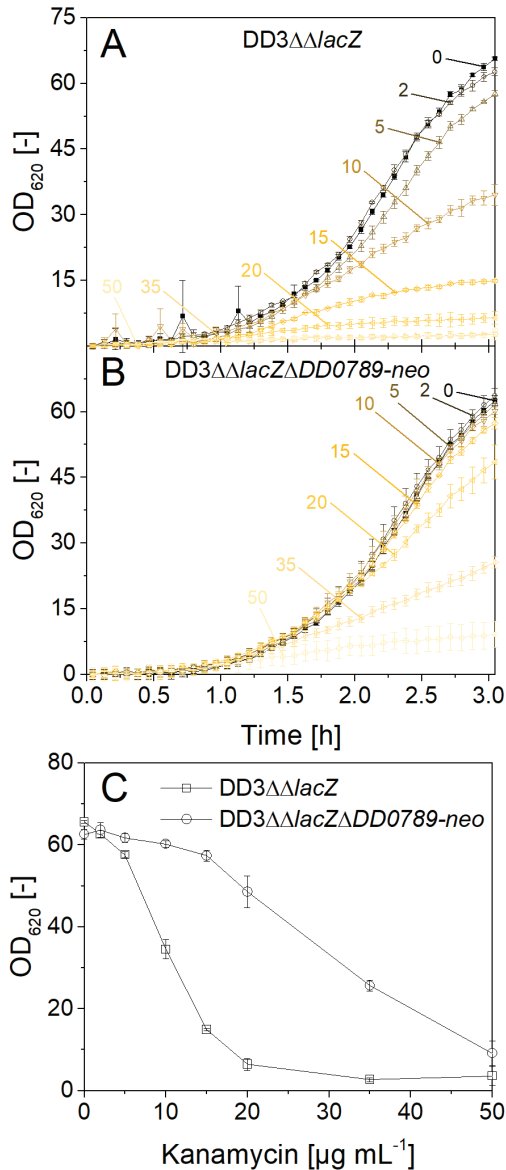 A
DD3ΔΔlacZ
75
60
45
30
15
OD620 [-]
0
2
5
10
15
20
35
50
B
DD3ΔΔlacZΔDD0789-neo
60
45
30
15
0
OD620 [-]
0
2
5
10
15
20
35
50
0.0 0.5 1.0 1.5 2.0 2.5 3.0
Time [h]
C
DD3ΔΔlacZ
DD3ΔΔlacZΔDD0789-neo
80
60
40
20
0
OD620 [-]
0 10 20 30 40 50
Kanamycin [µg mL-1]